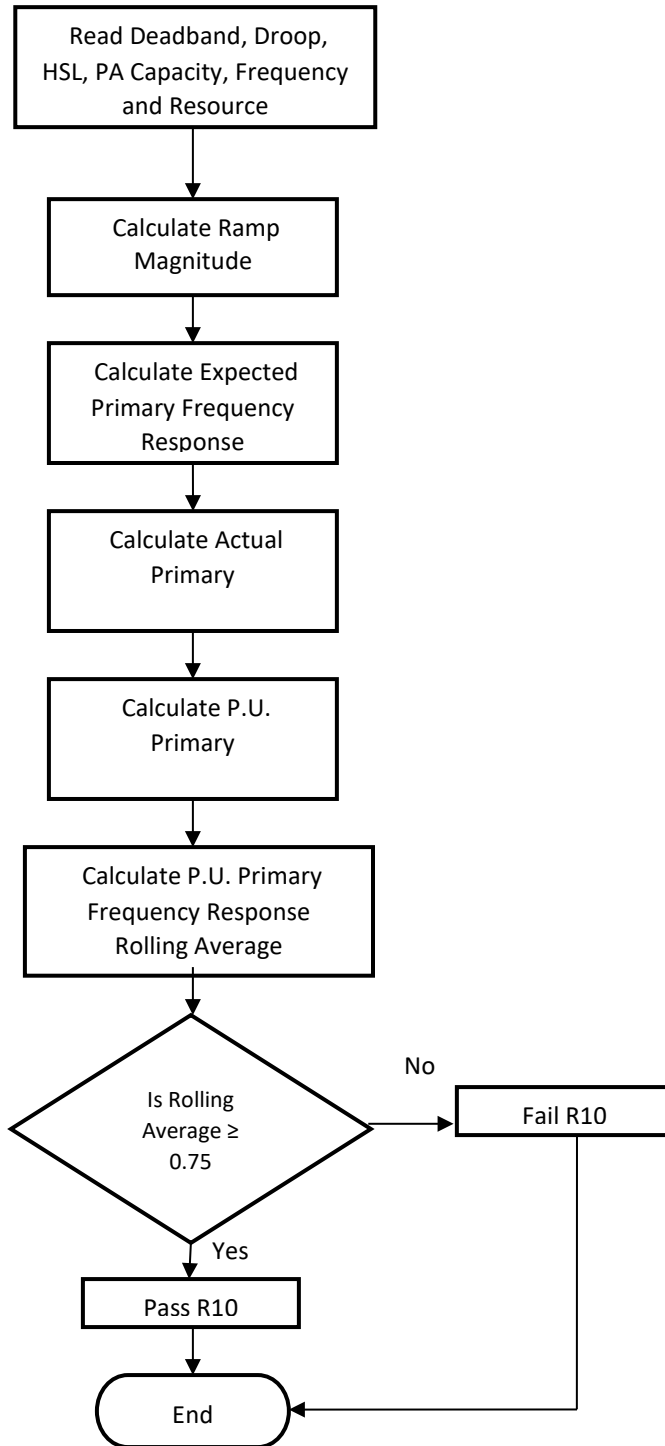 Read Deadband, Droop,
HSL, PA Capacity, Frequency
and Resource
Calculate Ramp
Magnitude
Calculate Expected
Primary Frequency
Response
Calculate Actual
Primary
Calculate P.U.
Primary
Calculate P.U. Primary
Frequency Response
Rolling Average
Is Rolling
Average ≥
0.75
No
Fail R10
Yes
Pass R10
End